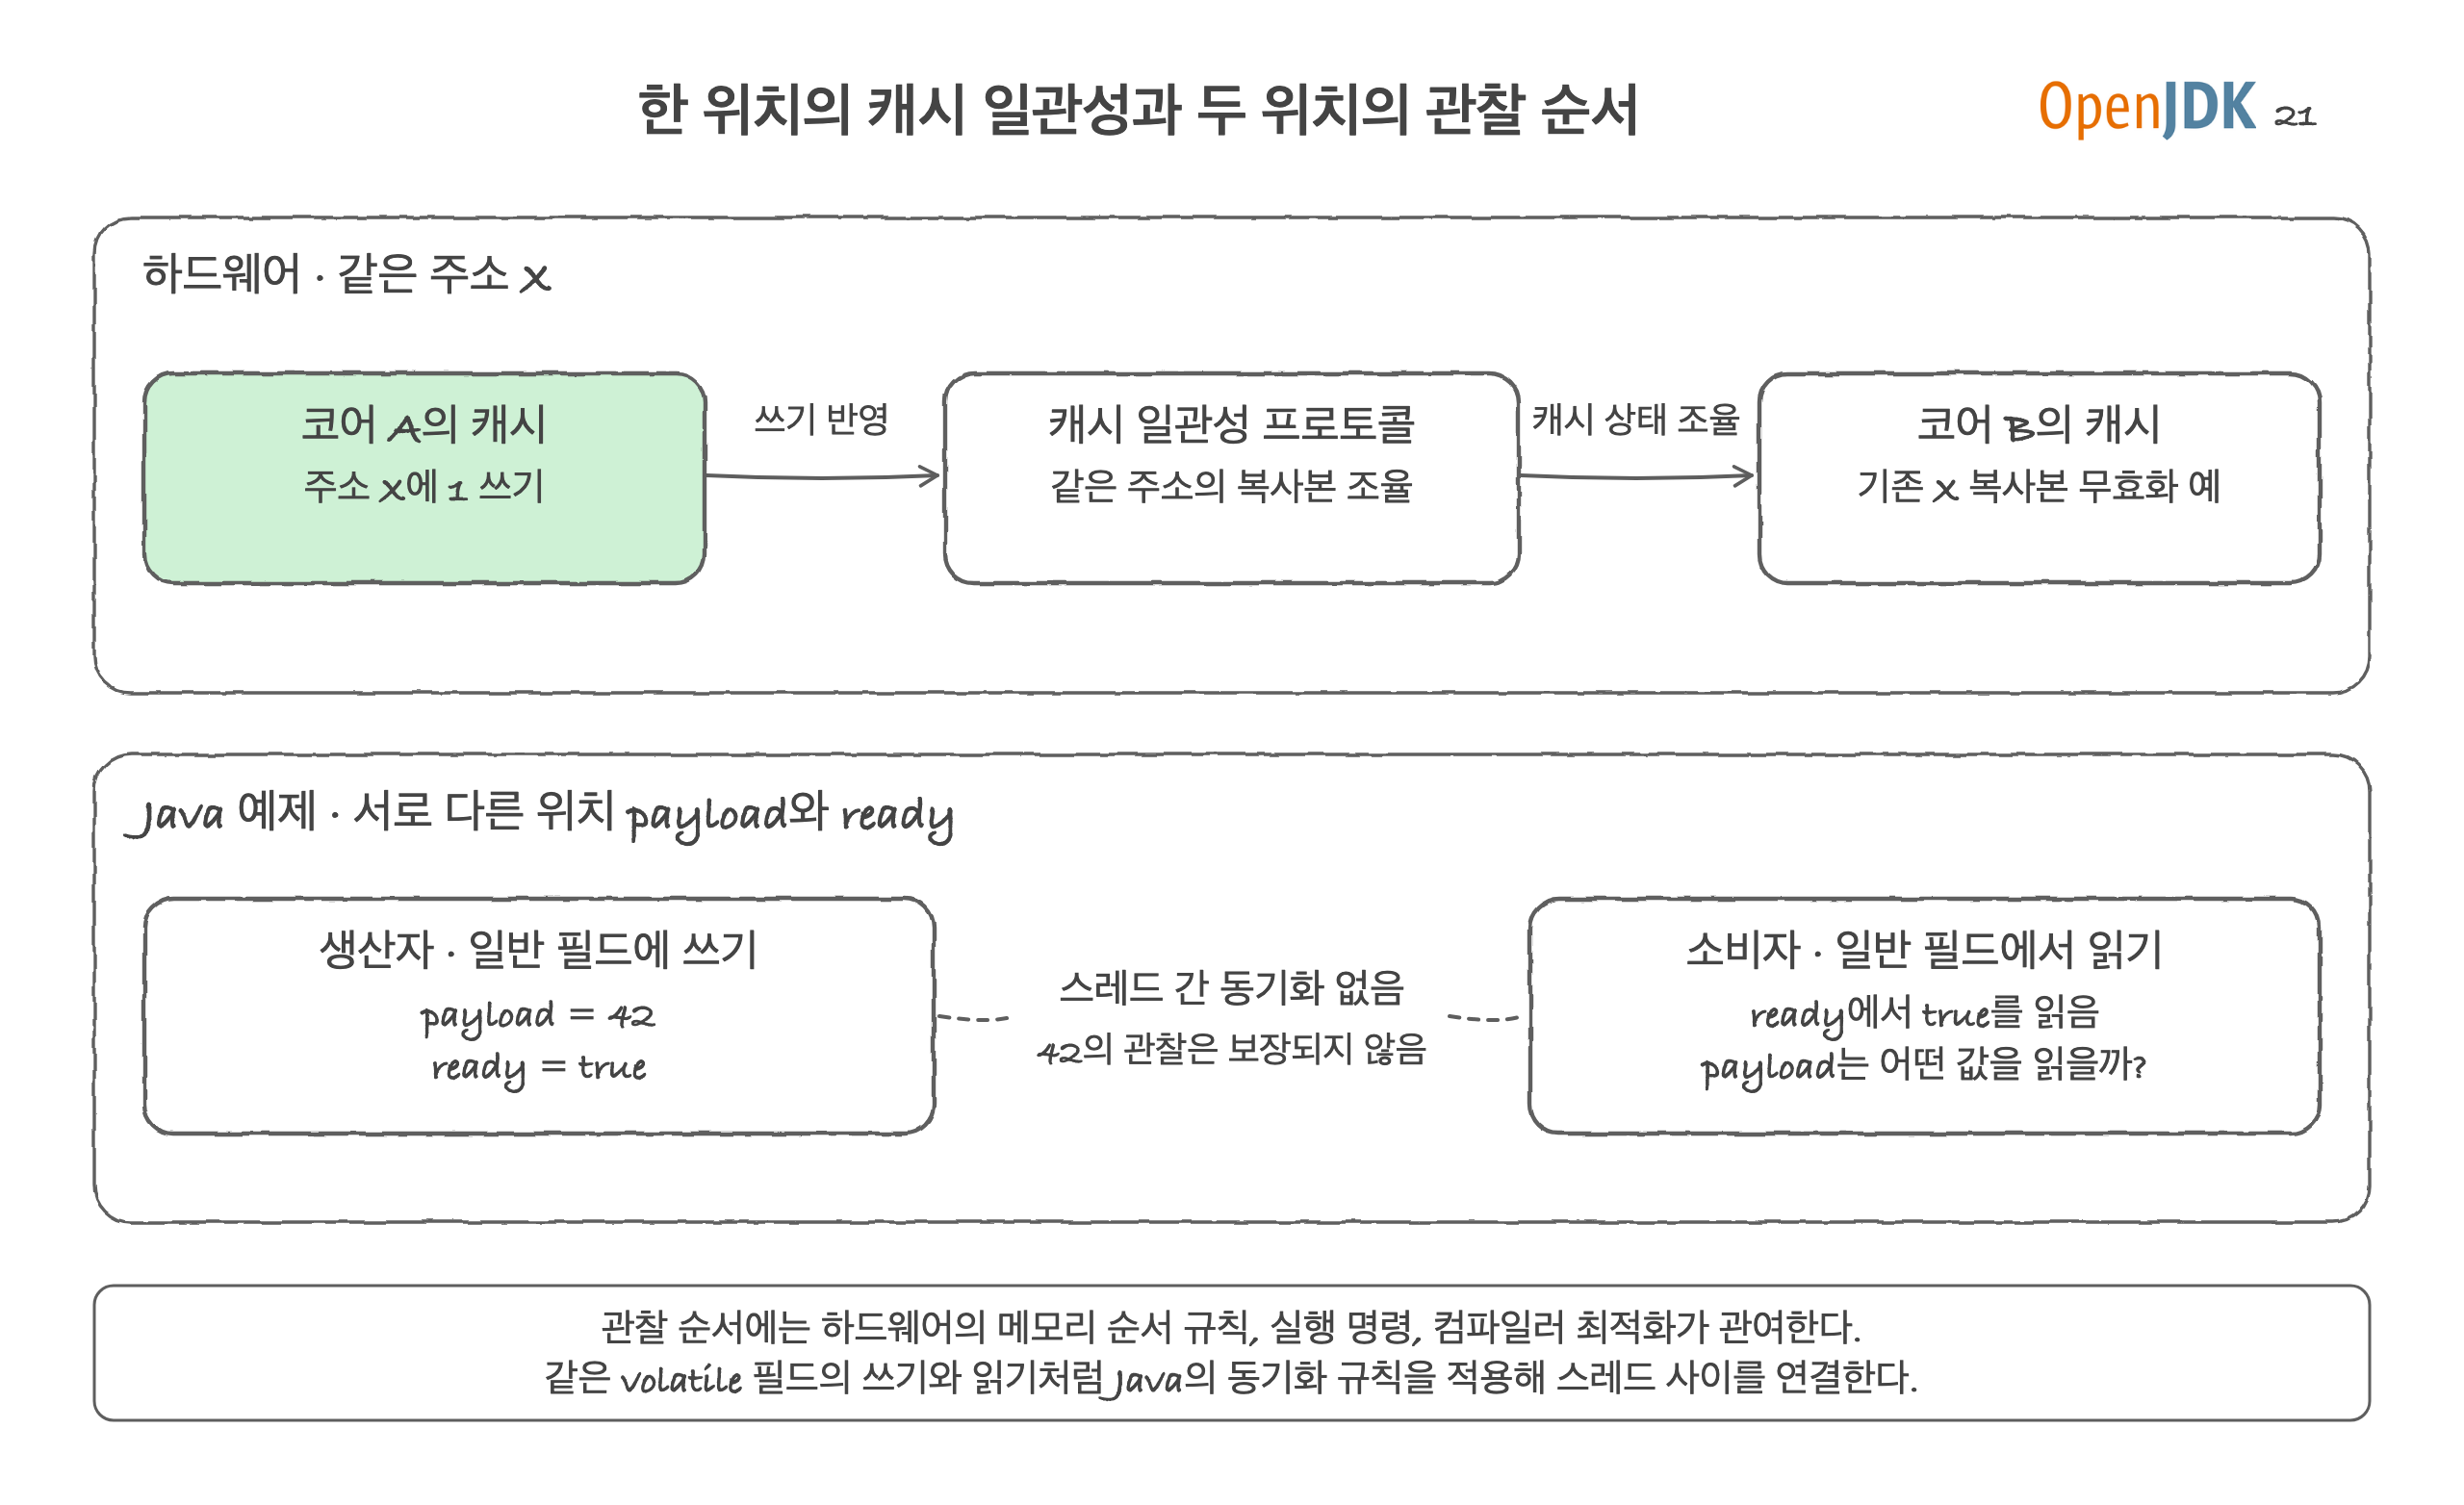 한 위치의 캐시 일관성과 두 위치의 관찰 순서
OpenJDK 21
하드웨어 · 같은 주소 x
코어 A의 캐시
주소 x에 1 쓰기
쓰기 반영
캐시 일관성 프로토콜
같은 주소의 복사본 조율
캐시 상태 조율
코어 B의 캐시
기존 x 복사본 무효화 예
Java 예제 · 서로 다른 위치 payload와 ready
생산자 · 일반 필드에 쓰기
payload = 42
ready = true
스레드 간 동기화 없음
42의 관찰은 보장되지 않음
소비자 · 일반 필드에서 읽기
ready에서 true를 읽음
payload는 어떤 값을 읽을까?
관찰 순서에는 하드웨어의 메모리 순서 규칙, 실행 명령, 컴파일러 최적화가 관여한다.
같은 volatile 필드의 쓰기와 읽기처럼 Java의 동기화 규칙을 적용해 스레드 사이를 연결한다.